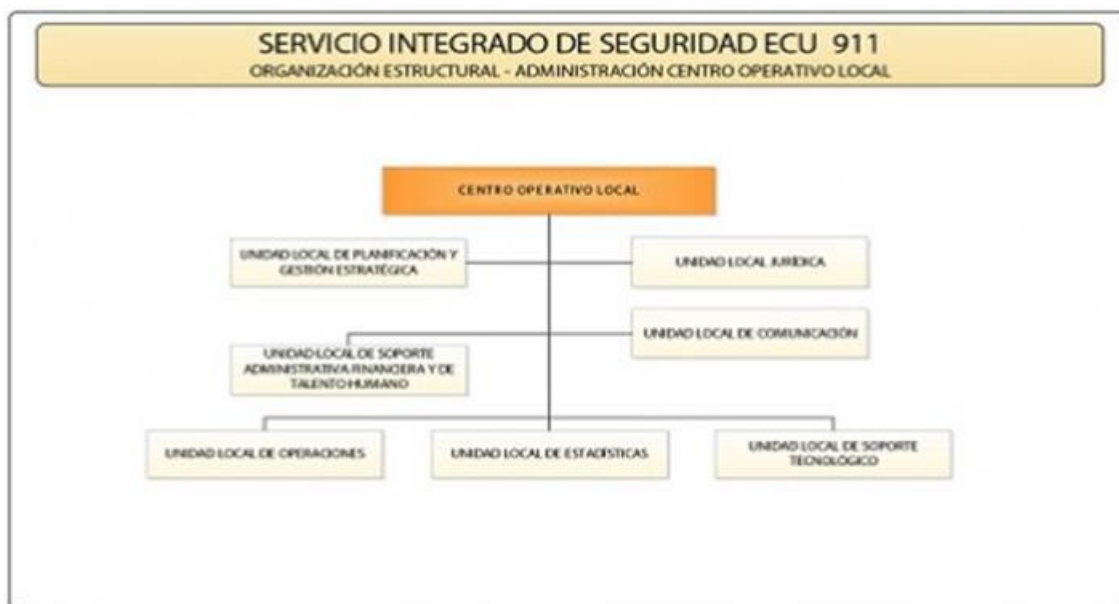 SERVICIO INTEGRADO DE SEGURIDAD ECU 911
ORGANIZACIÓN ESTRUCTURAL - ADMINISTRACIÓN CENTRO OPERATIVO LOCAL
CENTRO OPERATIVO LOCAL
UNIDAD LOCAL DE PLANIFICACIÓN Y
GESTIÓN ESTRATÉGICA
UNIDAD LOCAL JURÍDICA
UNIDAD LOCAL DE COMUNICACIÓN
UNIDAD LOCAL DE SOPORTE
ADMINISTRATIVA FINANCIERA Y DE
TALENTO HUMANO
UNIDAD LOCAL DE OPERACIONES
UNIDAD LOCAL DE ESTADÍSTICAS
UNIDAD LOCAL DE SOPORTE
TECNOLÓGICO